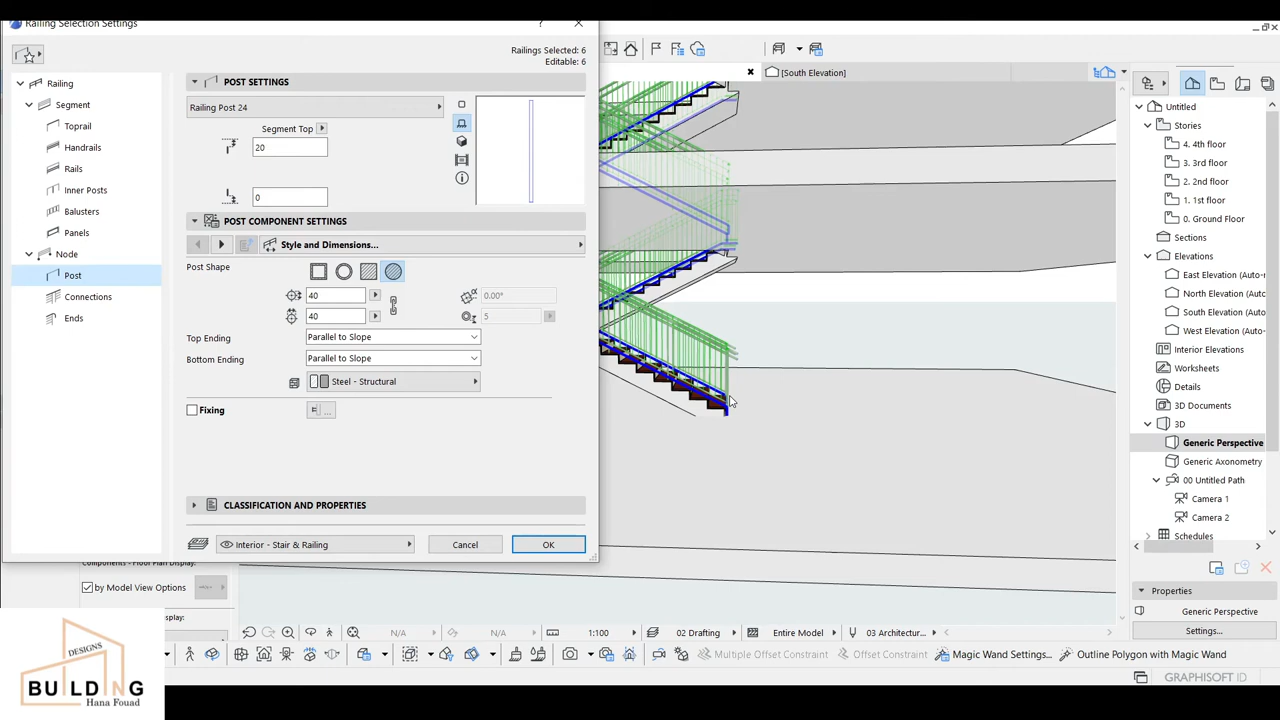 Railing Selection Settings
?
Railings Selected: 6
Editable: 6
Railing
Segment
Toprail
Handrails
Rails
Inner Posts
Balusters
Panels
Node
Post
Connections
Ends
POST SETTINGS
Railing Post 24
Segment Top
20
0
POST COMPONENT SETTINGS
Style and Dimensions...
Post Shape
40
0.00°
40
5
Top Ending
Parallel to Slope
Bottom Ending
Parallel to Slope
Steel - Structural
Fixing
...
CLASSIFICATION AND PROPERTIES
Interior - Stair & Railing
Cancel
OK
[South Elevation]
Untitled
Stories
4. 4th floor
3. 3rd floor
2. 2nd floor
1. 1st floor
0. Ground Floor
Sections
Elevations
East Elevation (Auto-
North Elevation (Auto-
South Elevation (Auto-
West Elevation (Auto-
Interior Elevations
Worksheets
Details
3D Documents
3D
Generic Perspective
Generic Axonometry
00 Untitled Path
Camera 1
Camera 2
Schedules
Properties
Generic Perspective
Settings...
Components - Floor Plan Display:
by Model View Options
N/A
N/A
1:100
02 Drafting
Entire Model
03 Architectur...
Multiple Offset Constraint
Offset Constraint
Magic Wand Settings...
Outline Polygon with Magic Wand
GRAPHISOFT ID
DESIGNS
BUILDING
Hana Fouad